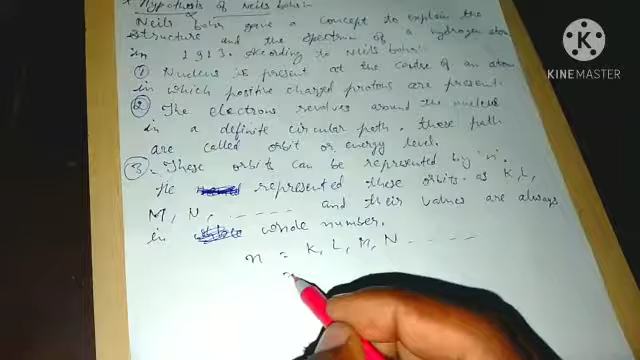 Hypothesis of Neils bohr:-
Neils bohr gave a concept to explain the
structure and the spectrum of a hydrogen atom
in 1913. According to Neils bohr:
① Nucleus is present at the centre of an atom
in which positive charged protons are present.
② The electrons revolves around the nucleus
in a definite circular path. These path
are called orbit or energy level.
③ These orbits can be represented by 'n'.
He represented these orbits as K, L,
M, N, ----- and their values are always
in whole number.
n = K, L, M, N -----
=
KINEMASTER